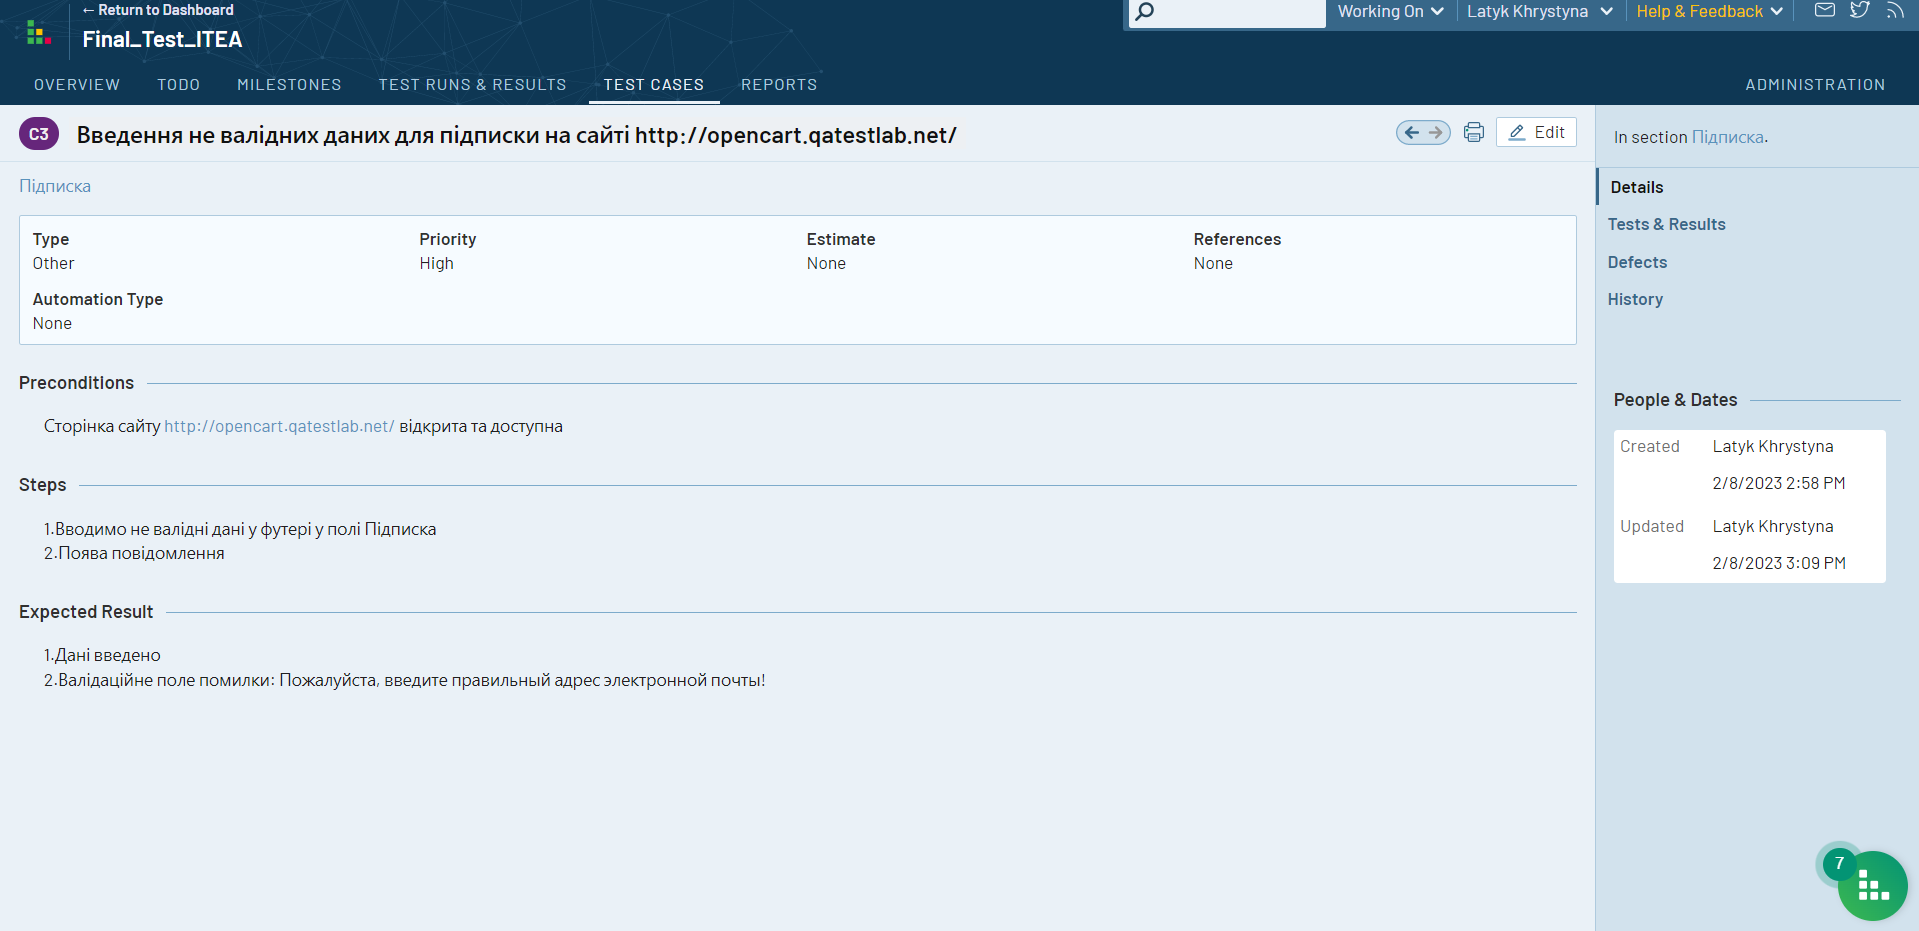 ← Return to Dashboard
Final_Test_ITEA
Working On
Latyk Khrystyna
Help & Feedback
OVERVIEW
TODO
MILESTONES
TEST RUNS & RESULTS
TEST CASES
REPORTS
ADMINISTRATION
C3
Введення не валідних даних для підписки на сайті http://opencart.qatestlab.net/
Edit
In section Підписка.
Підписка
Type
Other
Priority
High
Estimate
None
References
None
Automation Type
None
Preconditions
Сторінка сайту http://opencart.qatestlab.net/ відкрита та доступна
Steps
1.Вводимо не валідні дані у футері у полі Підписка
2.Поява повідомлення
Expected Result
1.Дані введено
2.Валідаційне поле помилки: Пожалуйста, введите правильный адрес электронной почты!
Details
Tests & Results
Defects
History
People & Dates
Created
Latyk Khrystyna
2/8/2023 2:58 PM
Updated
Latyk Khrystyna
2/8/2023 3:09 PM
7